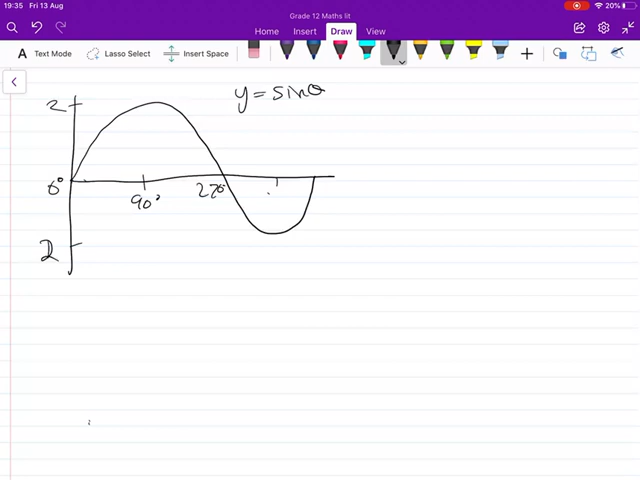 19:35 Fri 13 Aug
Grade 12 Maths lit
20%
Home Insert Draw View
A Text Mode Lasso Select Insert Space
y = sinθ
2
0°
90°
270°
2